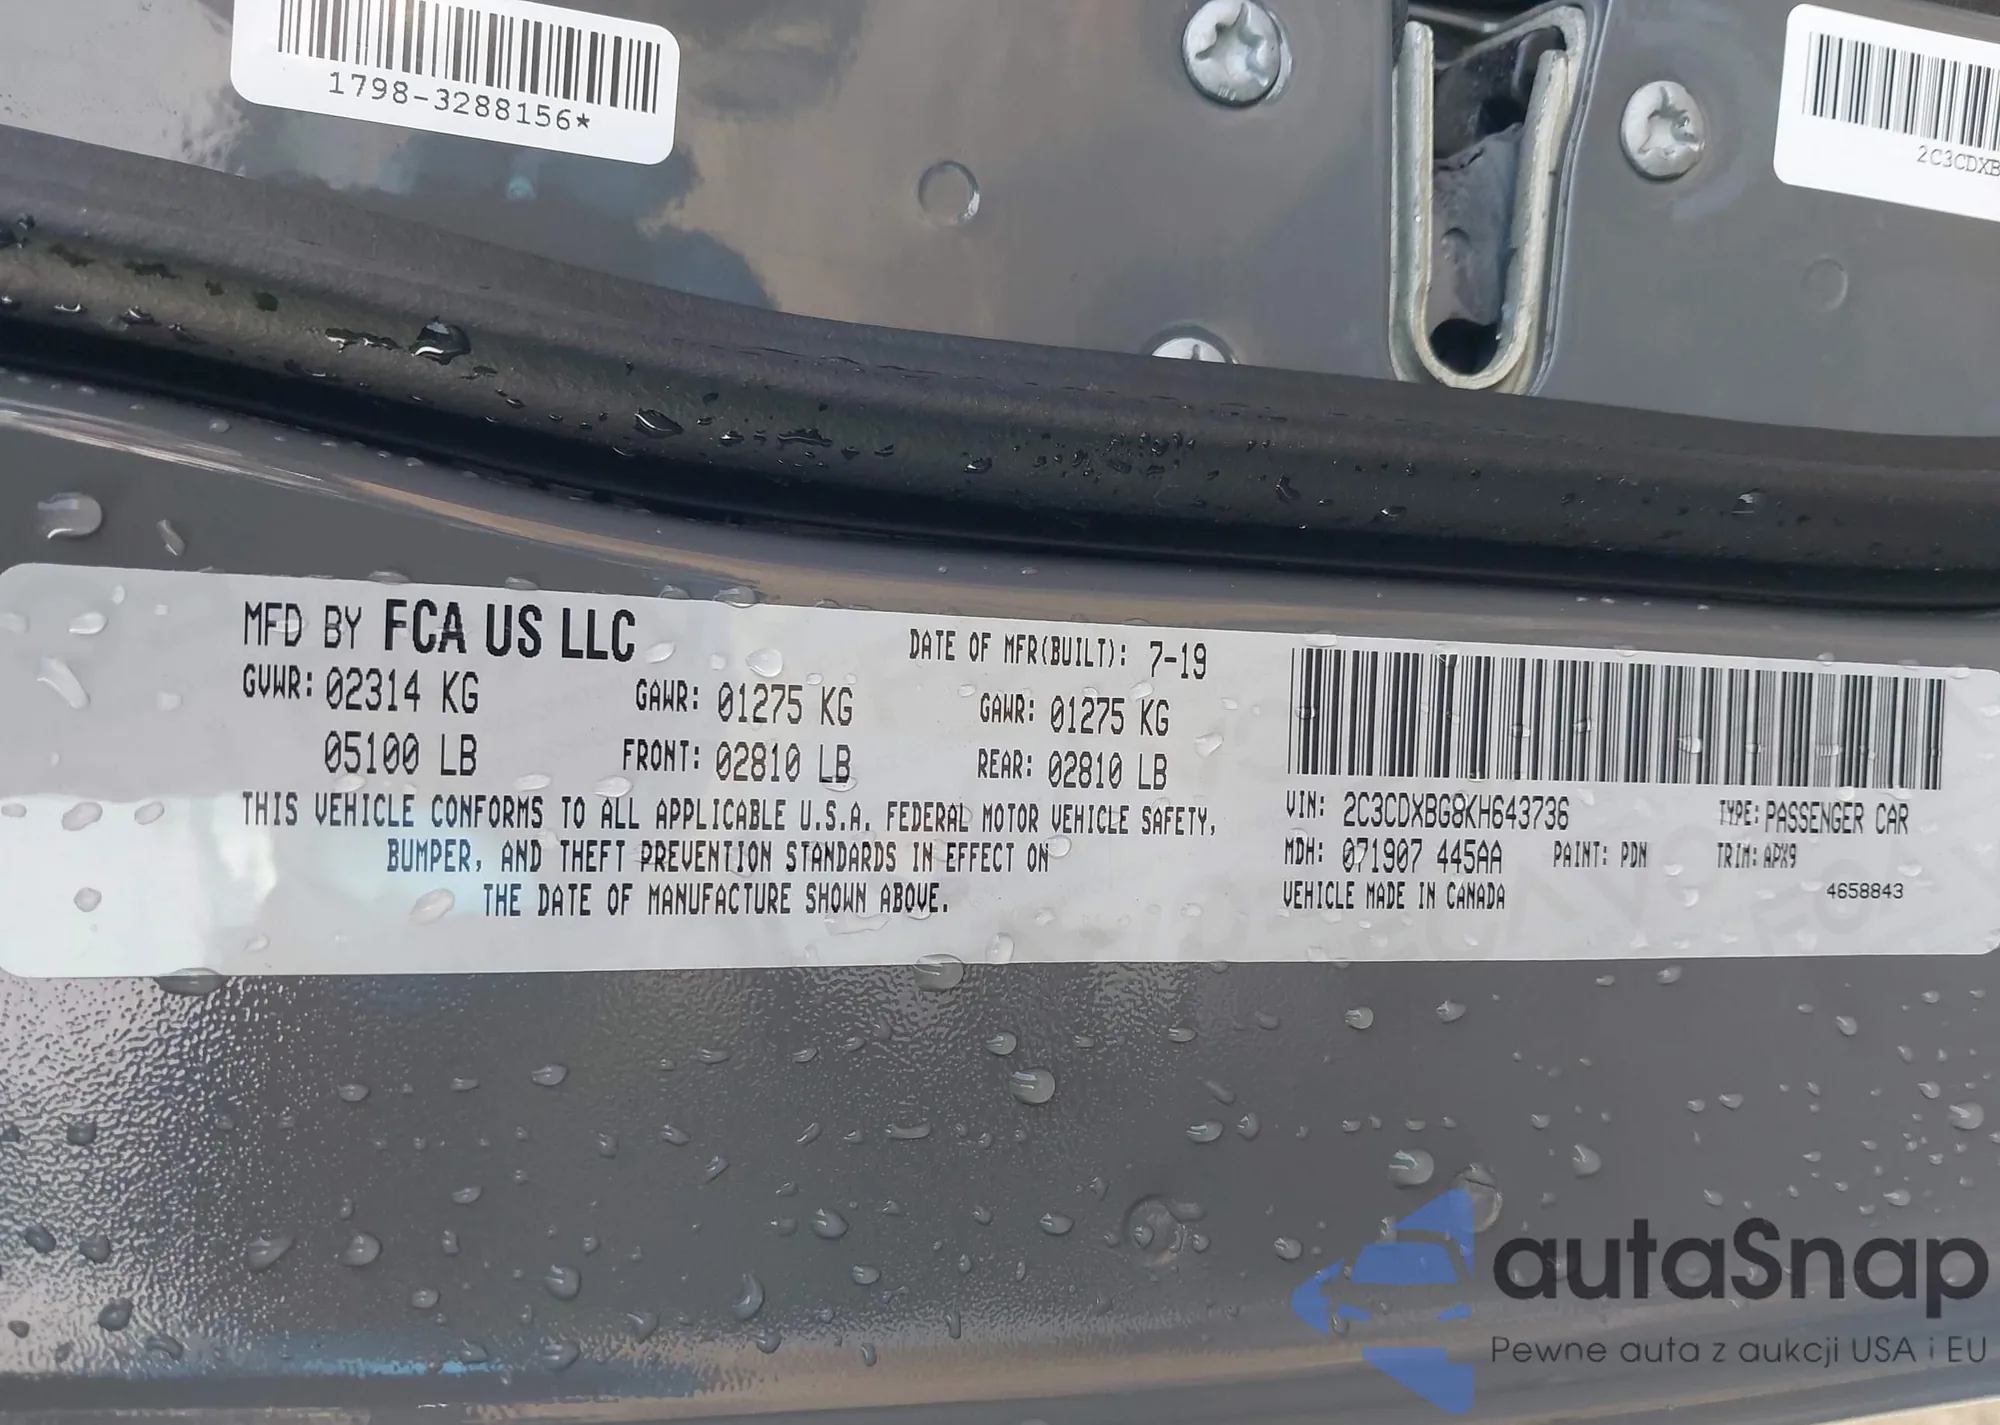 1798-3288156*
2C3CDXB
MFD BY FCA US LLC
DATE OF MFR(BUILT): 7-19
GVWR: 02314 KG
GAWR: 01275 KG
GAWR: 01275 KG
05100 LB
FRONT: 02810 LB
REAR: 02810 LB
THIS VEHICLE CONFORMS TO ALL APPLICABLE U.S.A. FEDERAL MOTOR VEHICLE SAFETY,
BUMPER, AND THEFT PREVENTION STANDARDS IN EFFECT ON
THE DATE OF MANUFACTURE SHOWN ABOVE.
VIN: 2C3CDXBG8KH643736
TYPE: PASSENGER CAR
MDH: 071907 445AA
PAINT: PDN
TRIM: APX9
VEHICLE MADE IN CANADA
4658843
autaSnap
Pewne auta z aukcji USA i EU